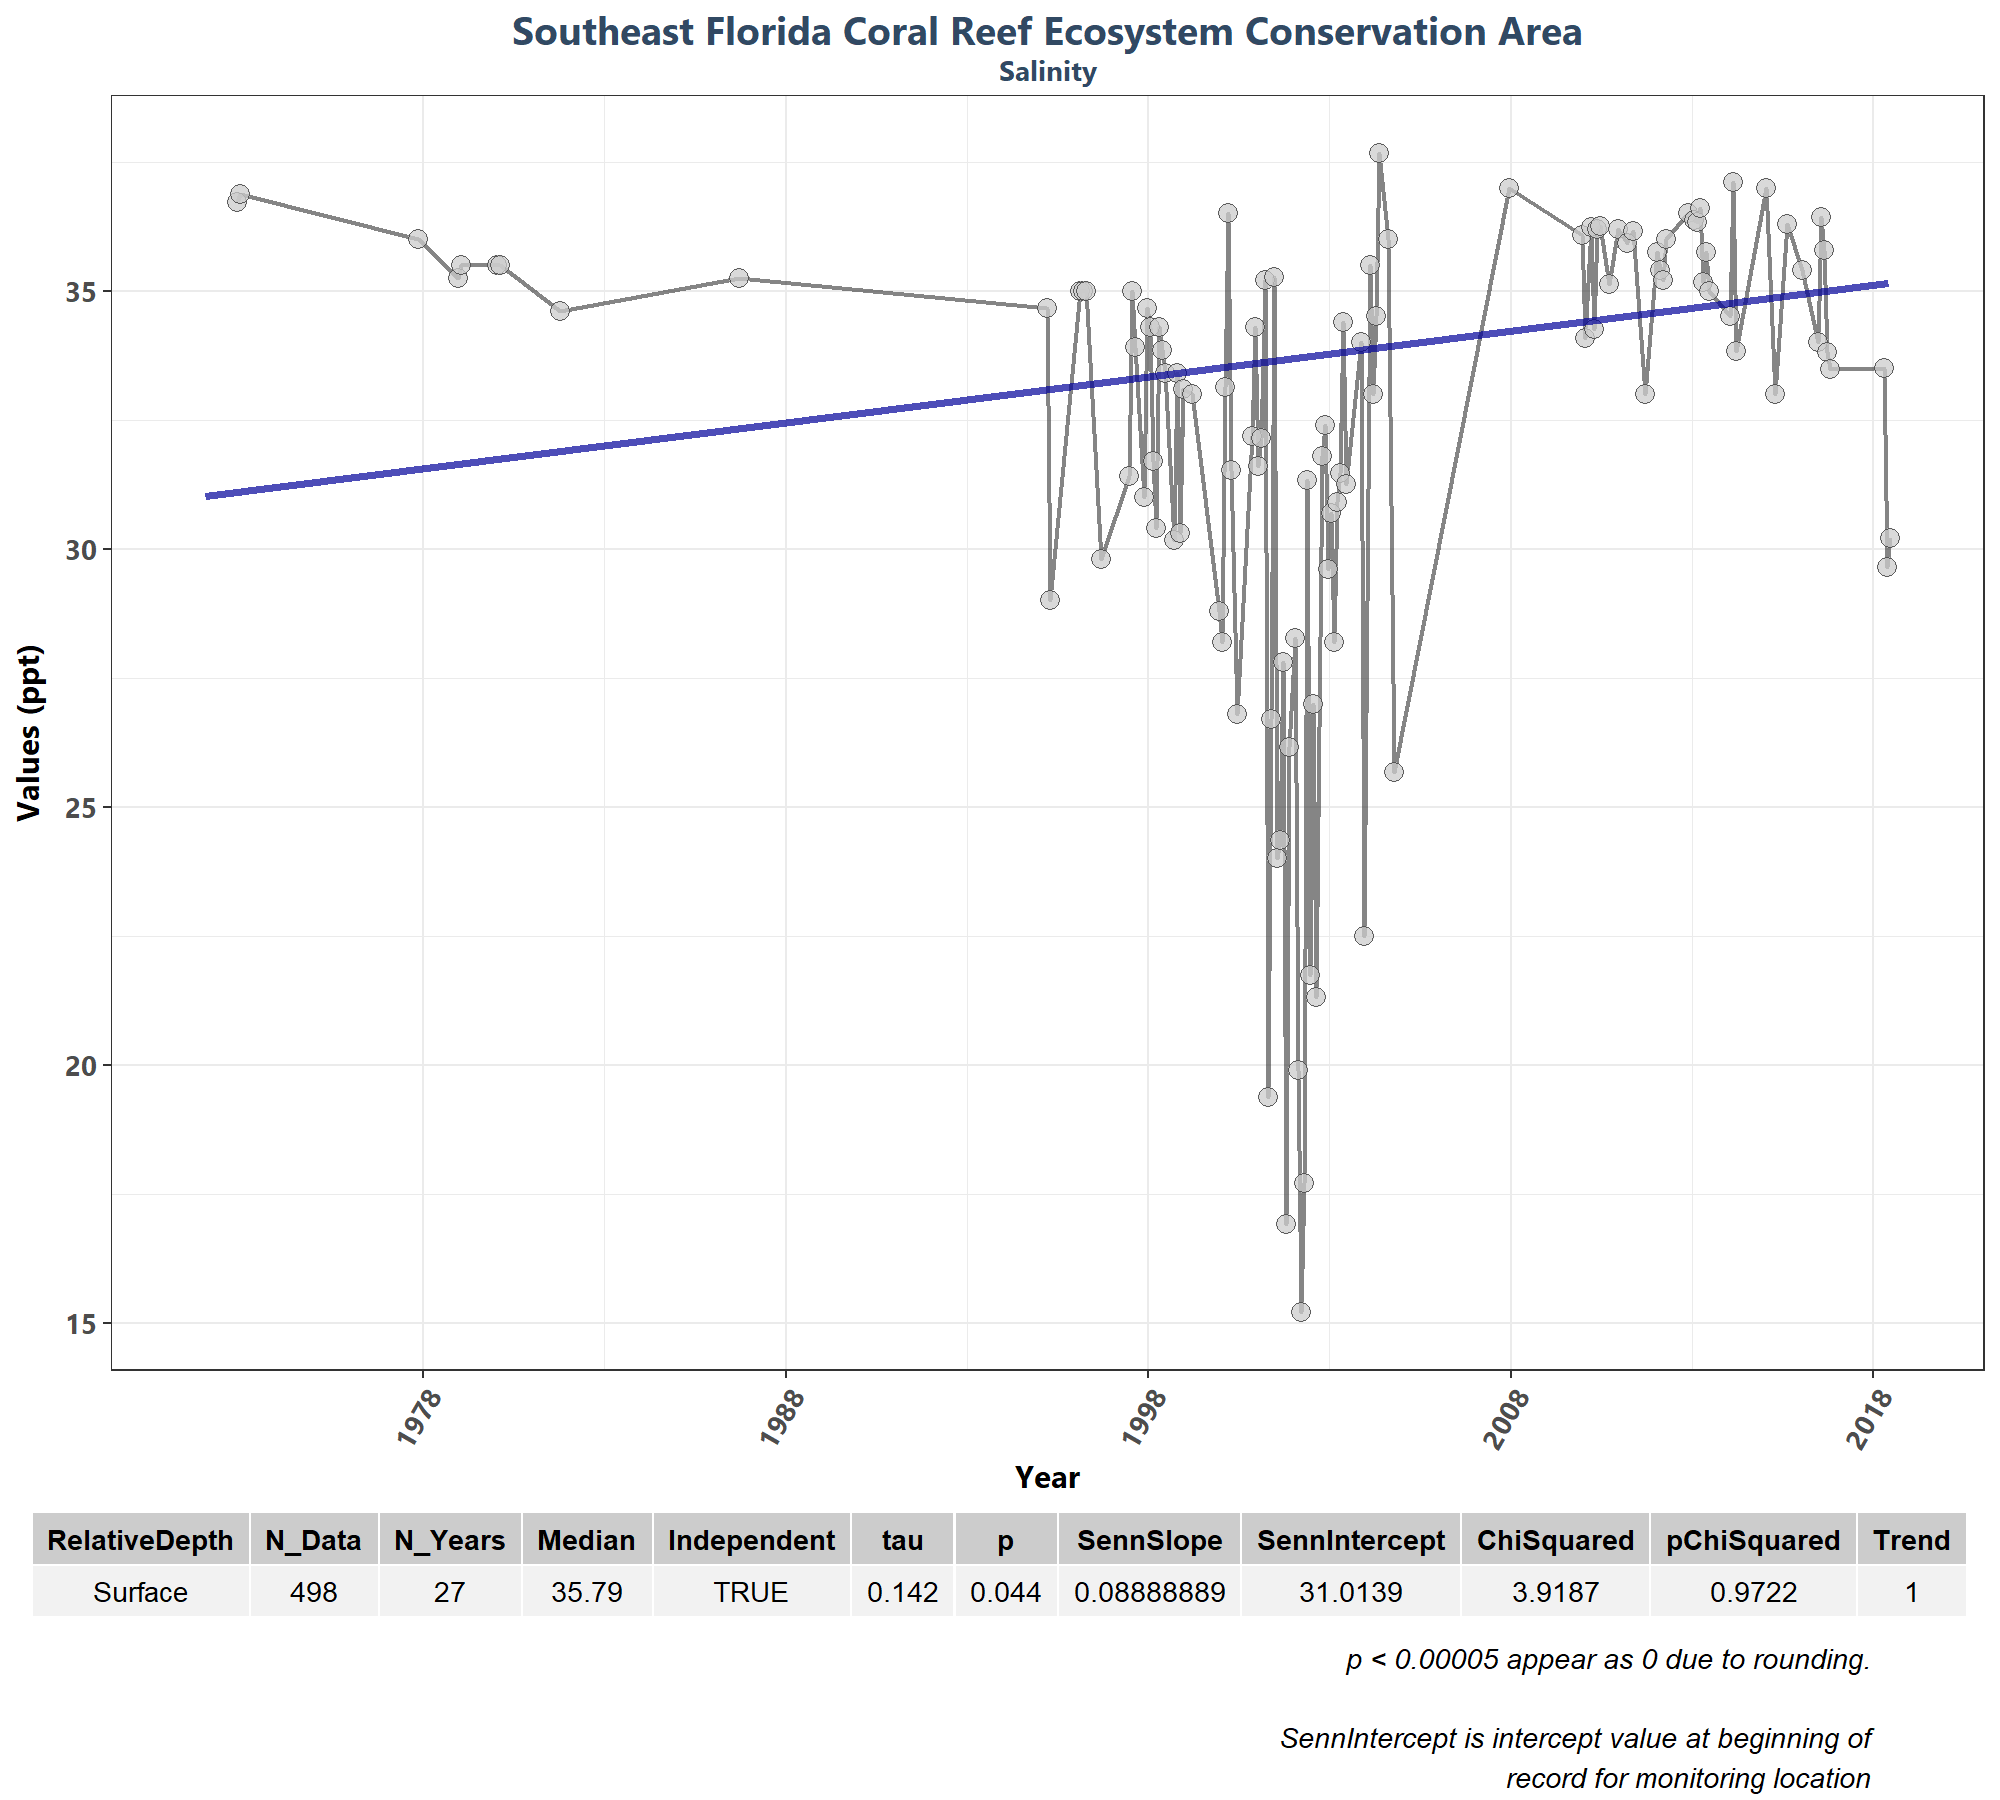 Southeast Florida Coral Reef Ecosystem Conservation Area
Salinity
Values (ppt)
35
30
25
20
15
1978
1988
1998
2008
2018
Year
RelativeDepth N_Data N_Years Median Independent tau p SennSlope SennIntercept ChiSquared pChiSquared Trend
Surface 498 27 35.79 TRUE 0.142 0.044 0.08888889 31.0139 3.9187 0.9722 1
p < 0.00005 appear as 0 due to rounding.
SennIntercept is intercept value at beginning of
record for monitoring location